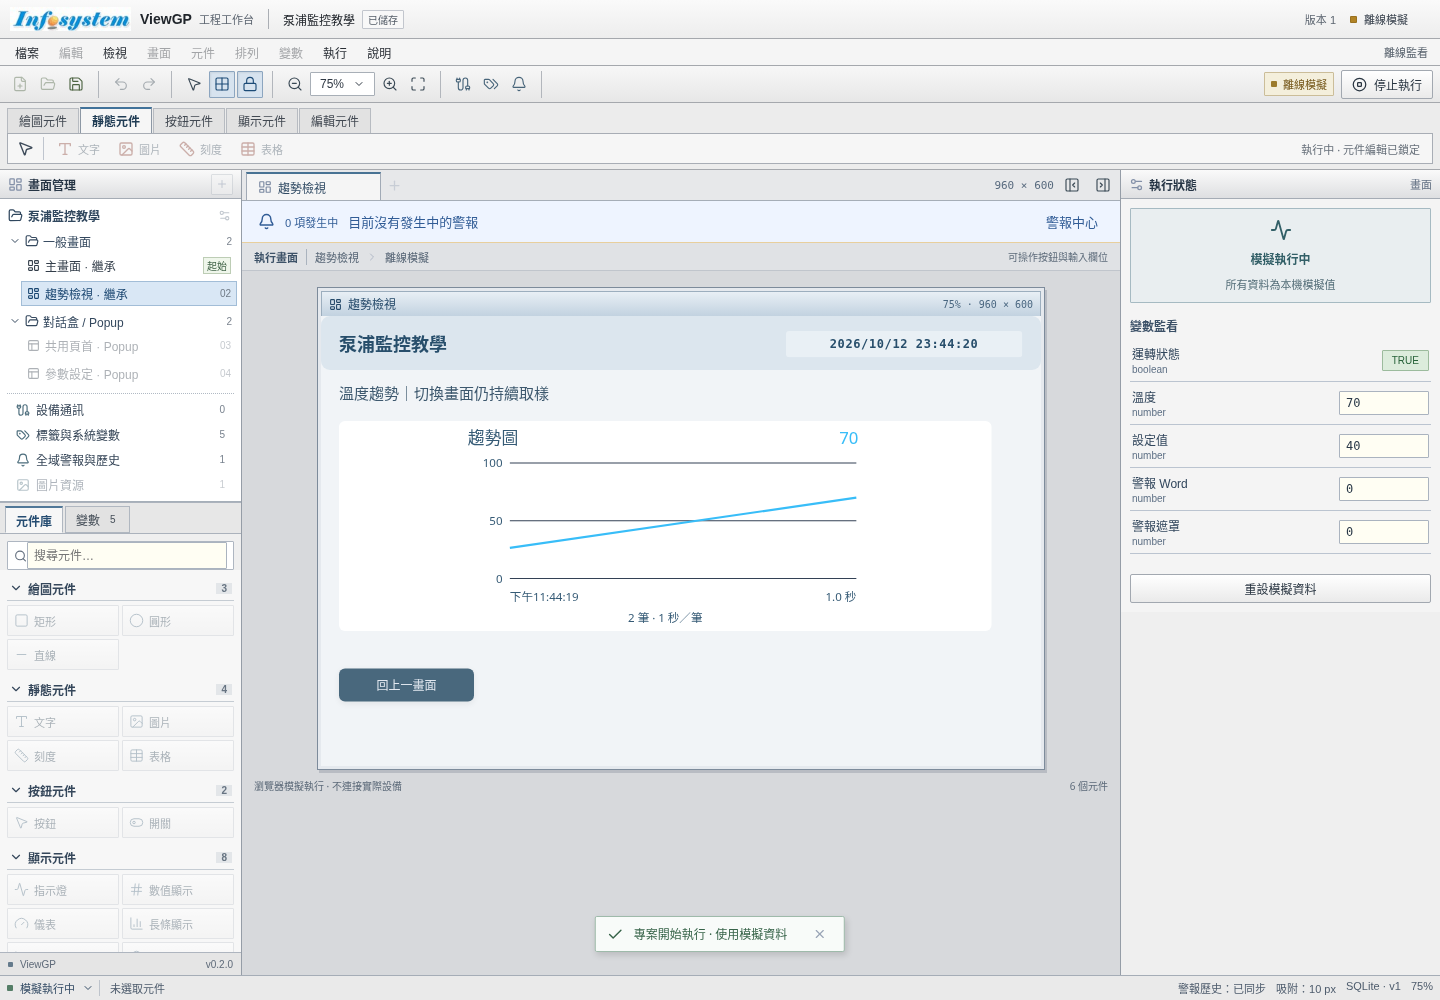 Infosystem ViewGP 工程工作台 泵浦監控教學 已儲存 版本 1 離線模擬
檔案 編輯 檢視 畫面 元件 排列 變數 執行 說明 離線監看
75% 離線模擬 停止執行
繪圖元件 靜態元件 按鈕元件 顯示元件 編輯元件
文字 圖片 刻度 表格 執行中 · 元件編輯已鎖定
畫面管理
泵浦監控教學
一般畫面 2
主畫面 · 繼承 起始
趨勢檢視 · 繼承 02
對話盒 / Popup 2
共用頁首 · Popup 03
參數設定 · Popup 04
設備通訊 0
標籤與系統變數 5
全域警報與歷史 1
圖片資源 1
元件庫 變數 5
搜尋元件…
繪圖元件 3
矩形 圓形
直線
靜態元件 4
文字 圖片
刻度 表格
按鈕元件 2
按鈕 開關
顯示元件 8
指示燈 數值顯示
儀表 長條顯示
ViewGP v0.2.0
趨勢檢視 960 × 600
0 項發生中 目前沒有發生中的警報 警報中心
執行畫面 趨勢檢視 離線模擬 可操作按鈕與輸入欄位
趨勢檢視 75% · 960 × 600
泵浦監控教學 2026/10/12 23:44:20
溫度趨勢｜切換畫面仍持續取樣
趨勢圖 70
100
50
0
下午11:44:19 1.0 秒
2 筆 · 1 秒／筆
回上一畫面
瀏覽器模擬執行 · 不連接實際設備 6 個元件
專案開始執行 · 使用模擬資料
執行狀態 畫面
模擬執行中
所有資料為本機模擬值
變數監看
運轉狀態
boolean
TRUE
溫度
number
70
設定值
number
40
警報 Word
number
0
警報遮罩
number
0
重設模擬資料
模擬執行中 未選取元件 警報歷史：已同步 吸附：10 px SQLite · v1 75%